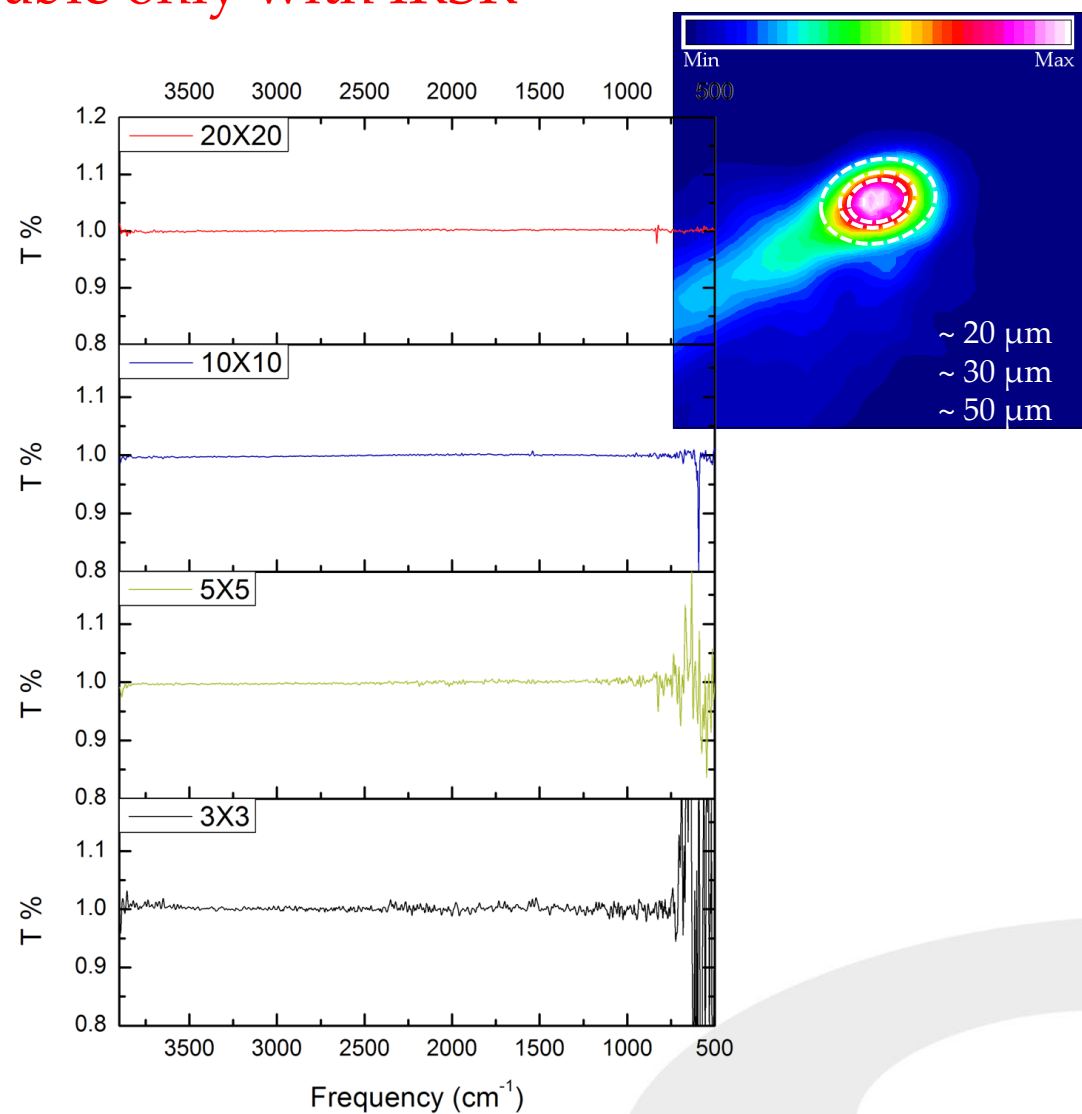 only with IRSR
Min Max
3500 3000 2500 2000 1500 1000 500
1.2
20X20
1.1
T %
1.0
0.9
0.8
~ 20 µm
~ 30 µm
~ 50 µm
10X10
1.1
T %
1.0
0.9
0.8
5X5
1.1
T %
1.0
0.9
0.8
3X3
1.1
T %
1.0
0.9
0.8
3500 3000 2500 2000 1500 1000 500
Frequency (cm⁻¹)